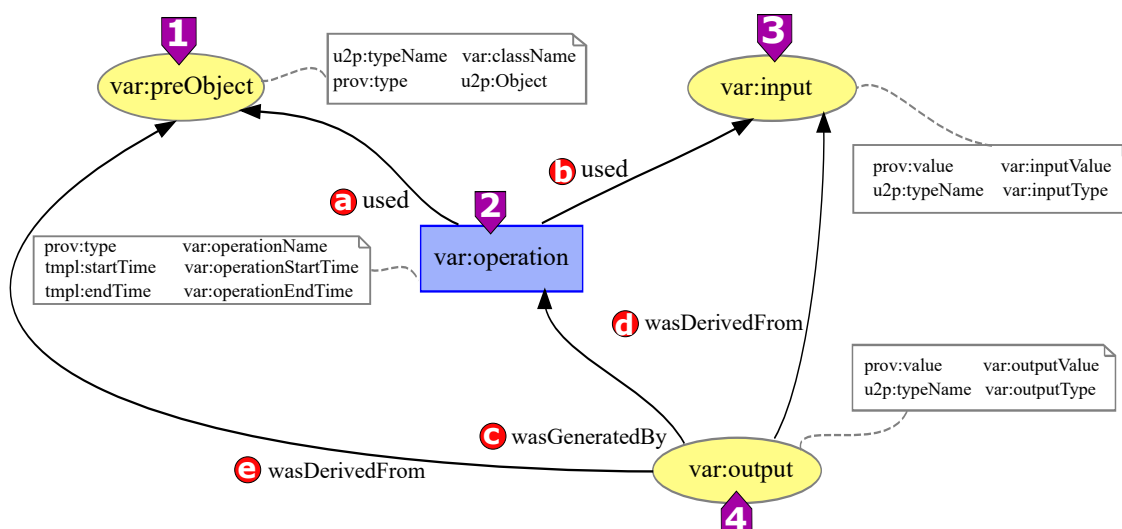 1
var:preObject
u2p:typeName var:className
prov:type u2p:Object
3
var:input
prov:value var:inputValue
u2p:typeName var:inputType
a used
b used
2
var:operation
prov:type var:operationName
tmpl:startTime var:operationStartTime
tmpl:endTime var:operationEndTime
d wasDerivedFrom
prov:value var:outputValue
u2p:typeName var:outputType
c wasGeneratedBy
e wasDerivedFrom
var:output
4